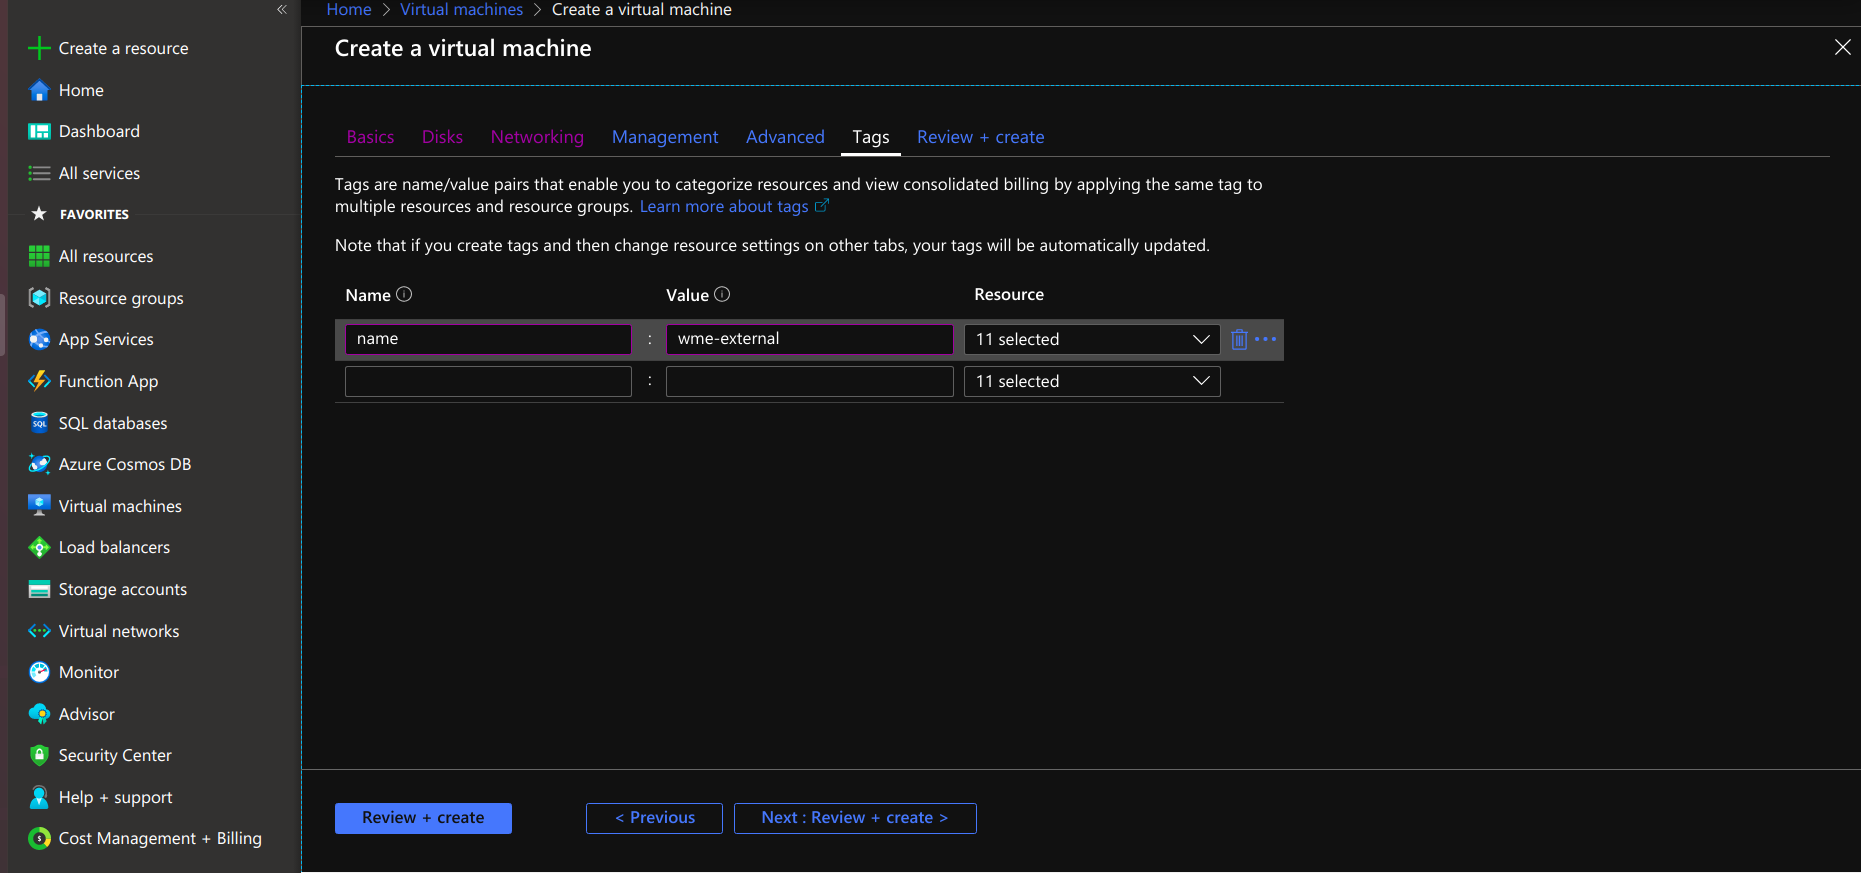 Home > Virtual machines > Create a virtual machine
«
Create a resource
Home
Dashboard
All services
FAVORITES
All resources
Resource groups
App Services
Function App
SQL databases
Azure Cosmos DB
Virtual machines
Load balancers
Storage accounts
Virtual networks
Monitor
Advisor
Security Center
Help + support
Cost Management + Billing
Create a virtual machine
Basics Disks Networking Management Advanced Tags Review + create
Tags are name/value pairs that enable you to categorize resources and view consolidated billing by applying the same tag to
multiple resources and resource groups. Learn more about tags
Note that if you create tags and then change resource settings on other tabs, your tags will be automatically updated.
Name Value Resource
name : wme-external 11 selected
: 11 selected
Review + create < Previous Next : Review + create >